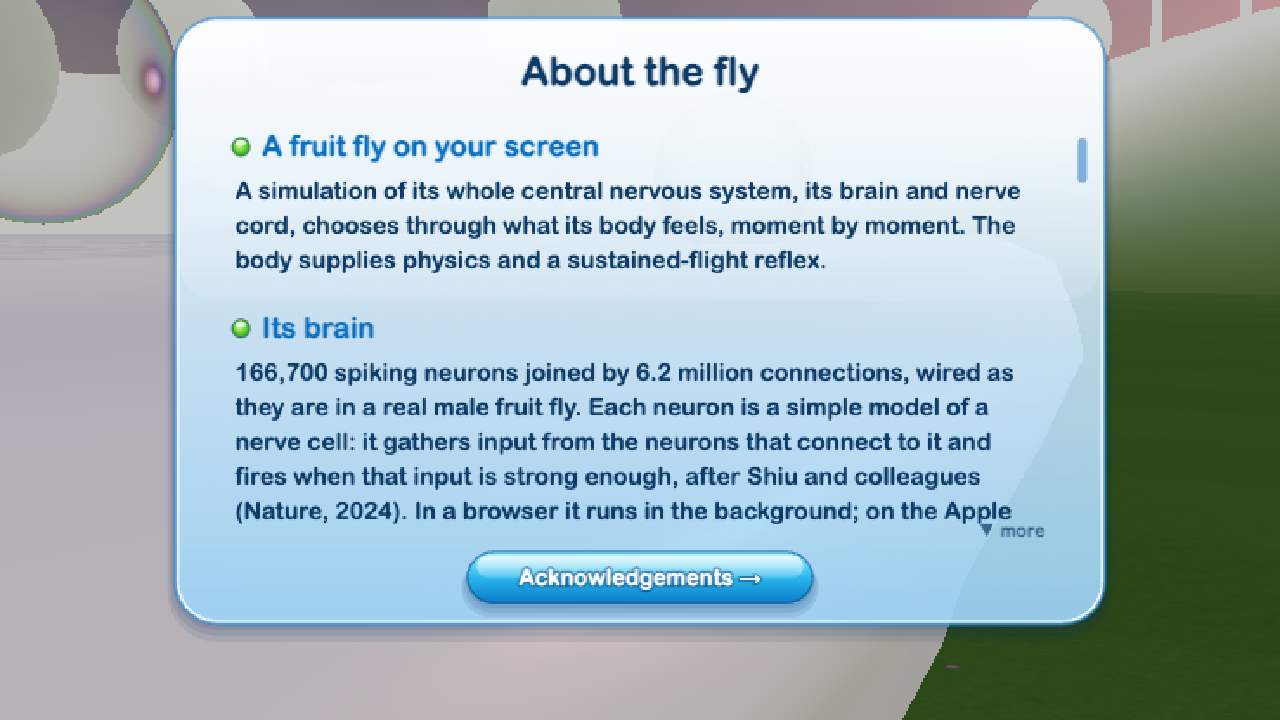 About the fly
A fruit fly on your screen
A simulation of its whole central nervous system, its brain and nerve
cord, chooses through what its body feels, moment by moment. The
body supplies physics and a sustained-flight reflex.
Its brain
166,700 spiking neurons joined by 6.2 million connections, wired as
they are in a real male fruit fly. Each neuron is a simple model of a
nerve cell: it gathers input from the neurons that connect to it and
fires when that input is strong enough, after Shiu and colleagues
(Nature, 2024). In a browser it runs in the background; on the Apple
▼ more
Acknowledgements →